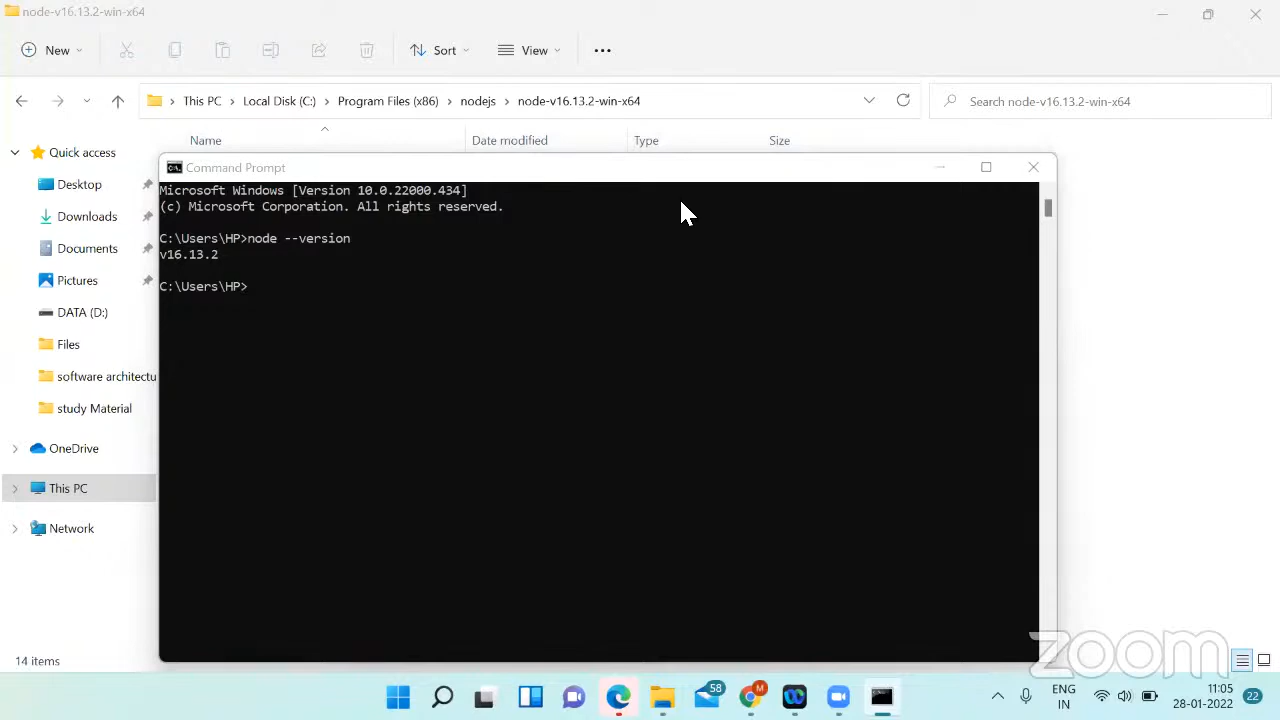 node-v16.13.2-win-x64
New
Sort
View
This PC
Local Disk (C:)
Program Files (x86)
nodejs
node-v16.13.2-win-x64
Search node-v16.13.2-win-x64
Name
Date modified
Type
Size
Quick access
Desktop
Downloads
Documents
Pictures
DATA (D:)
Files
software architectu
study Material
OneDrive
This PC
Network
Command Prompt
Microsoft Windows [Version 10.0.22000.434]
(c) Microsoft Corporation. All rights reserved.
C:\Users\HP>node --version
v16.13.2
C:\Users\HP>
14 items
zoom
58
M
ENG
IN
11:05
28-01-2022
22